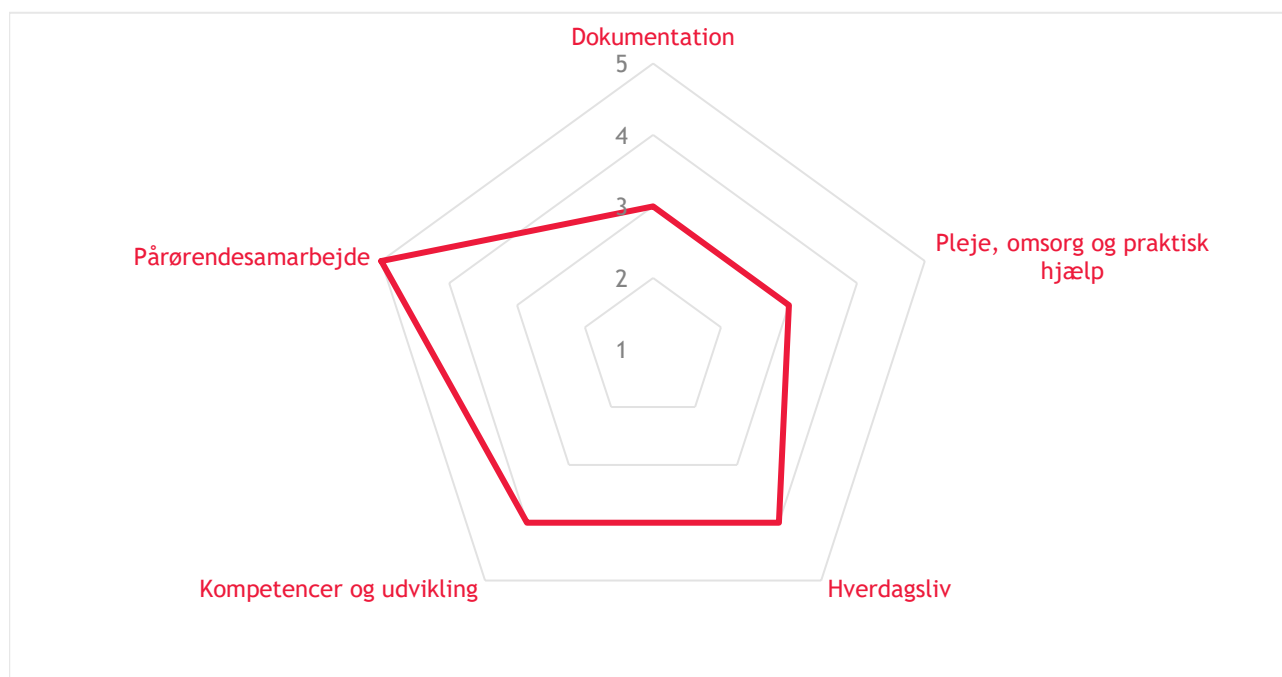 Dokumentation
5
4
3
2
1
Pårørendesamarbejde
Pleje, omsorg og praktisk
hjælp
Kompetencer og udvikling
Hverdagsliv